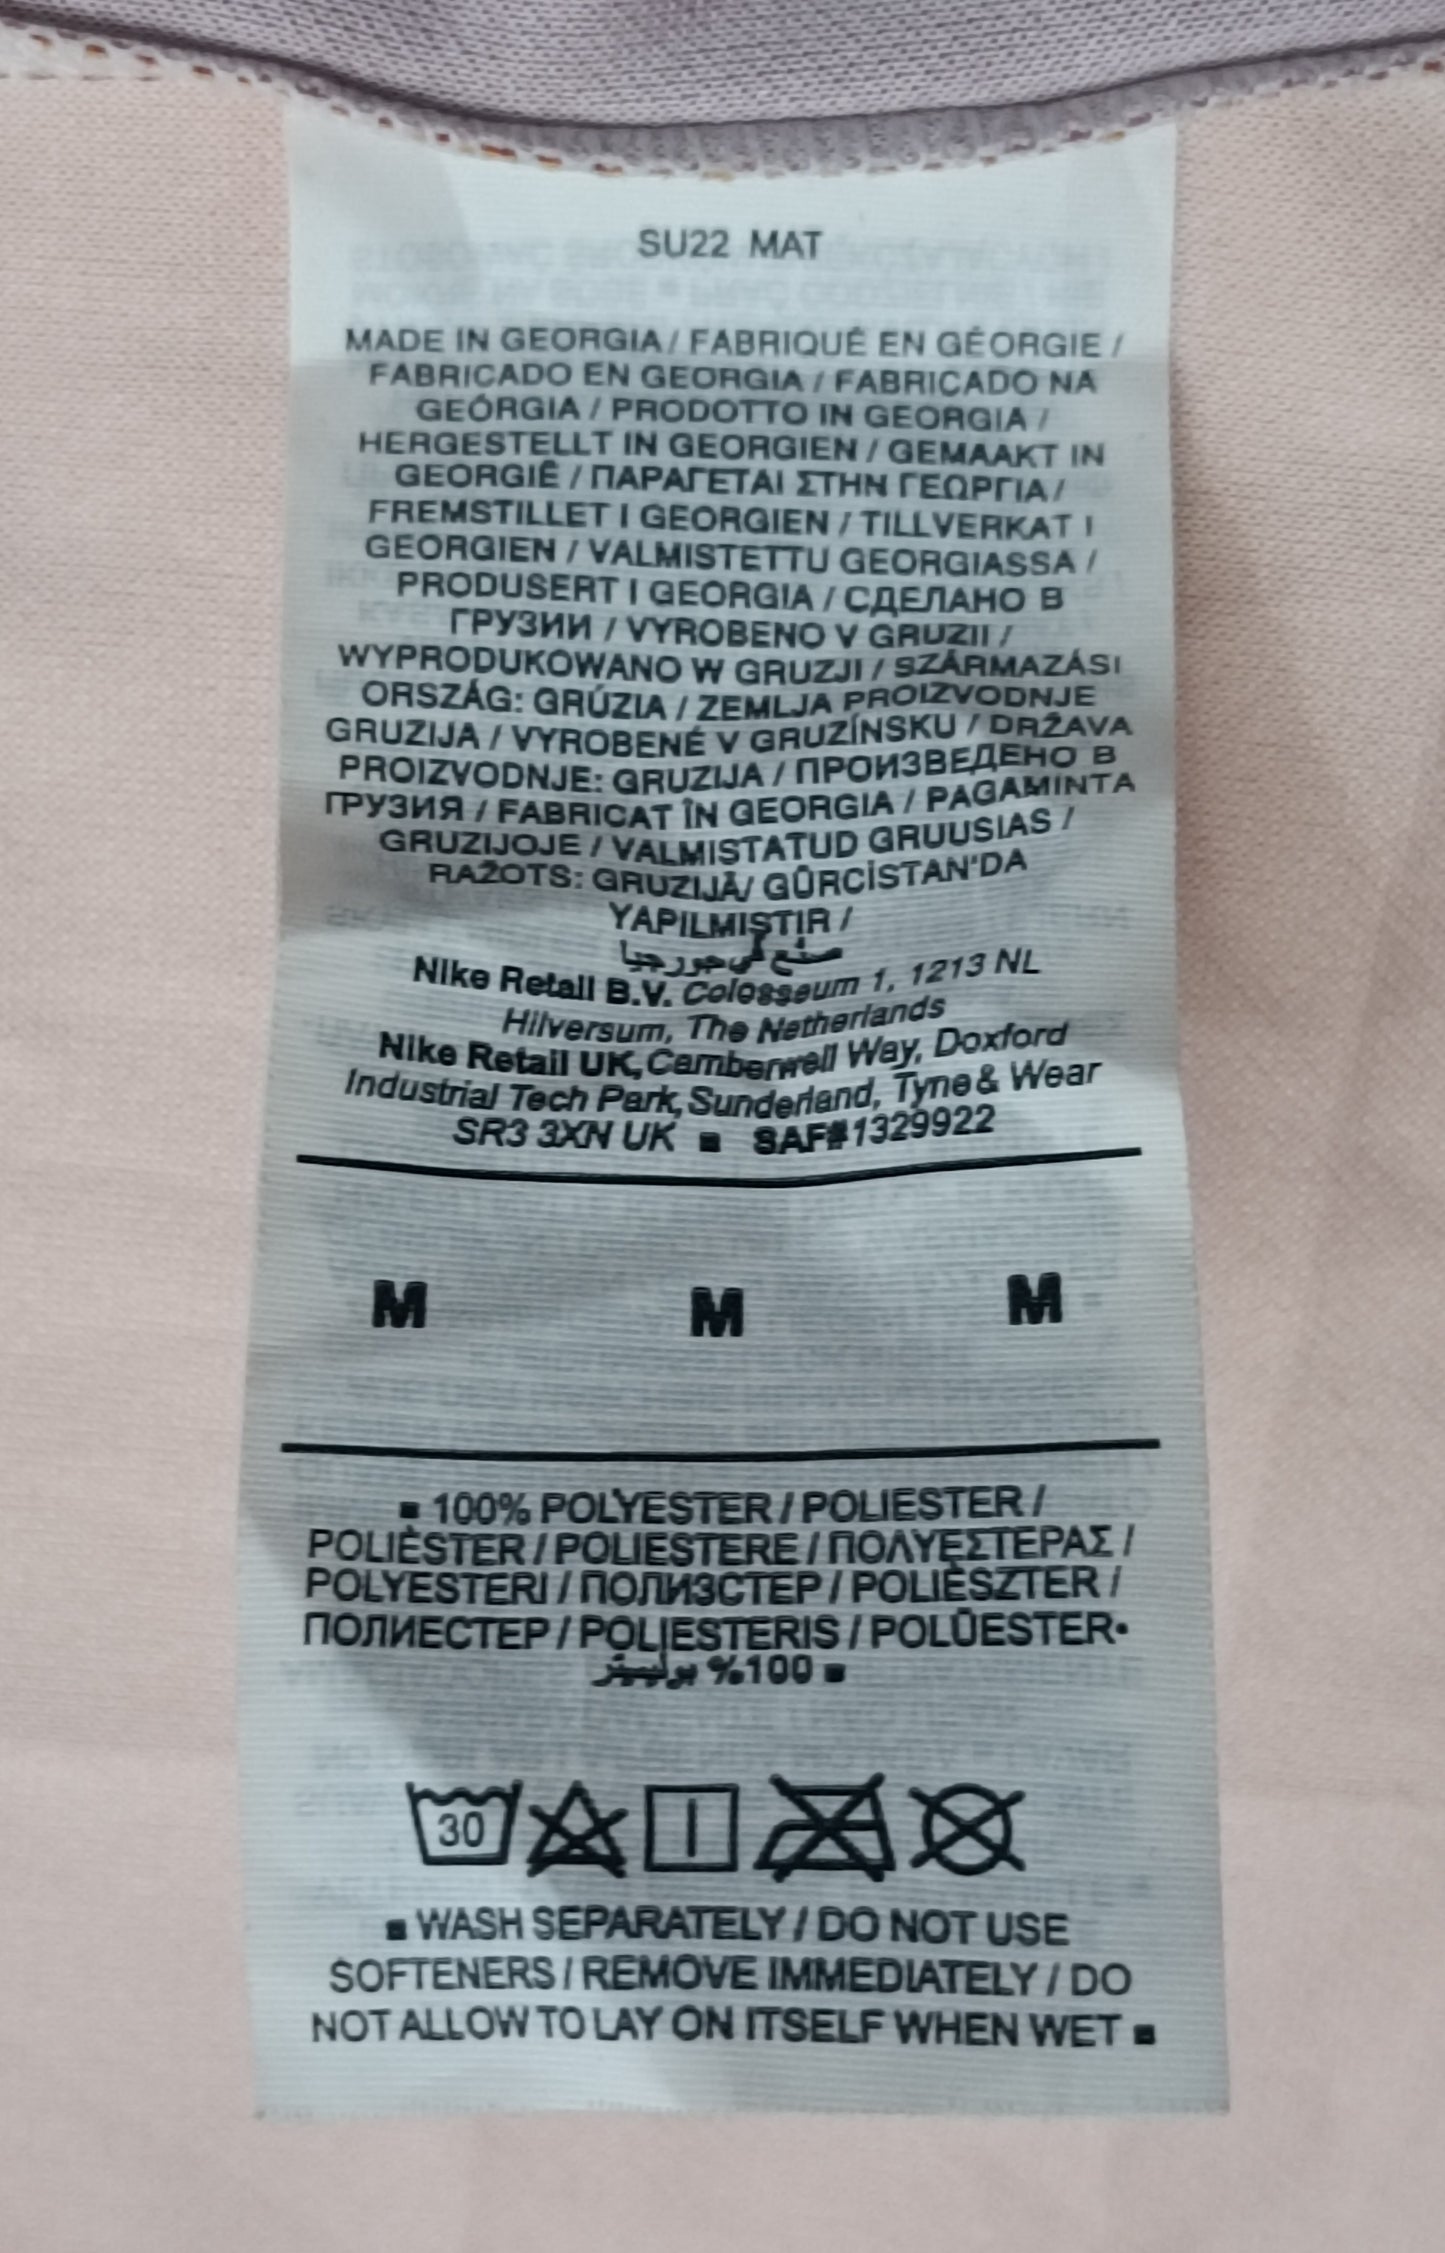 SU22 MAT
MADE IN GEORGIA / FABRIQUÉ EN GÉORGIE /
FABRICADO EN GEORGIA / FABRICADO NA
GEÓRGIA / PRODOTTO IN GEORGIA /
HERGESTELLT IN GEORGIEN / GEMAAKT IN
GEORGIË / ΠΑΡΑΓΕΤΑΙ ΣΤΗΝ ΓΕΩΡΓΙΑ /
FREMSTILLET I GEORGIEN / TILLVERKAT I
GEORGIEN / VALMISTETTU GEORGIASSA /
PRODUSERT I GEORGIA / СДЕЛАНО В
ГРУЗИИ / VYROBENO V GRUZII /
WYPRODUKOWANO W GRUZJI / SZÁRMAZÁSI
ORSZÁG: GRÚZIA / ZEMLJA PROIZVODNJE
GRUZIJA / VYROBENÉ V GRUZÍNSKU / DRŽAVA
PROIZVODNJE: GRUZIJA / ПРОИЗВЕДЕНО В
ГРУЗИЯ / FABRICAT ÎN GEORGIA / PAGAMINTA
GRUZIJOJE / VALMISTATUD GRUUSIAS /
RAŽOTS: GRUZIJĀ/ GÜRCİSTAN'DA
YAPILMIŞTIR /
صنع في جورجيا
Nike Retail B.V. Colosseum 1, 1213 NL
Hilversum, The Netherlands
Nike Retail UK, Camberwell Way, Doxford
Industrial Tech Park, Sunderland, Tyne & Wear
SR3 3XN UK ■ SAF#1329922
M M M
■ 100% POLYESTER / POLIESTER /
POLIÉSTER / POLIESTERE / ΠΟΛΥΕΣΤΕΡΑΣ /
POLYESTERI / ПОЛИЭСТЕР / POLIÉSZTER /
ПОЛИЕСТЕР / POLIESTERIS / POLÜESTER•
■ 100% بوليستر
30
■ WASH SEPARATELY / DO NOT USE
SOFTENERS / REMOVE IMMEDIATELY / DO
NOT ALLOW TO LAY ON ITSELF WHEN WET ■